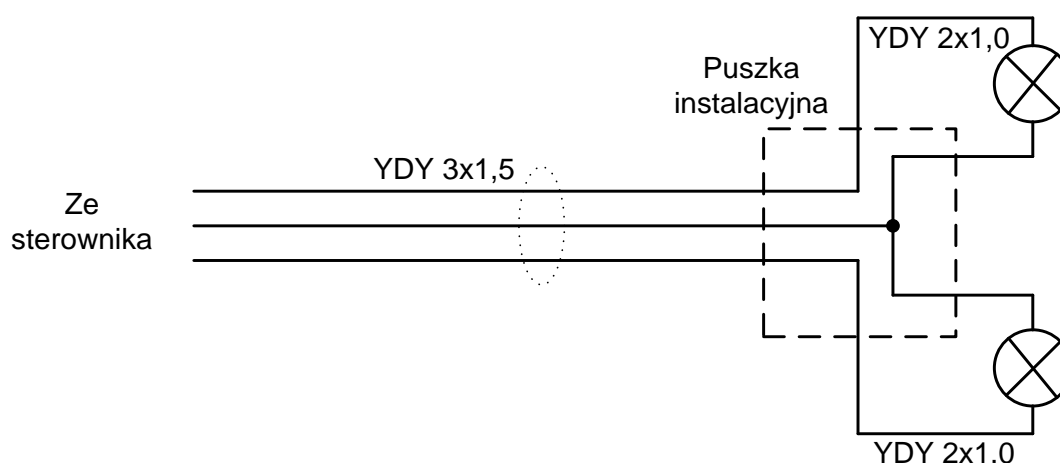 YDY 2x1,0
Puszka
instalacyjna
YDY 3x1,5
Ze
sterownika
YDY 2x1,0